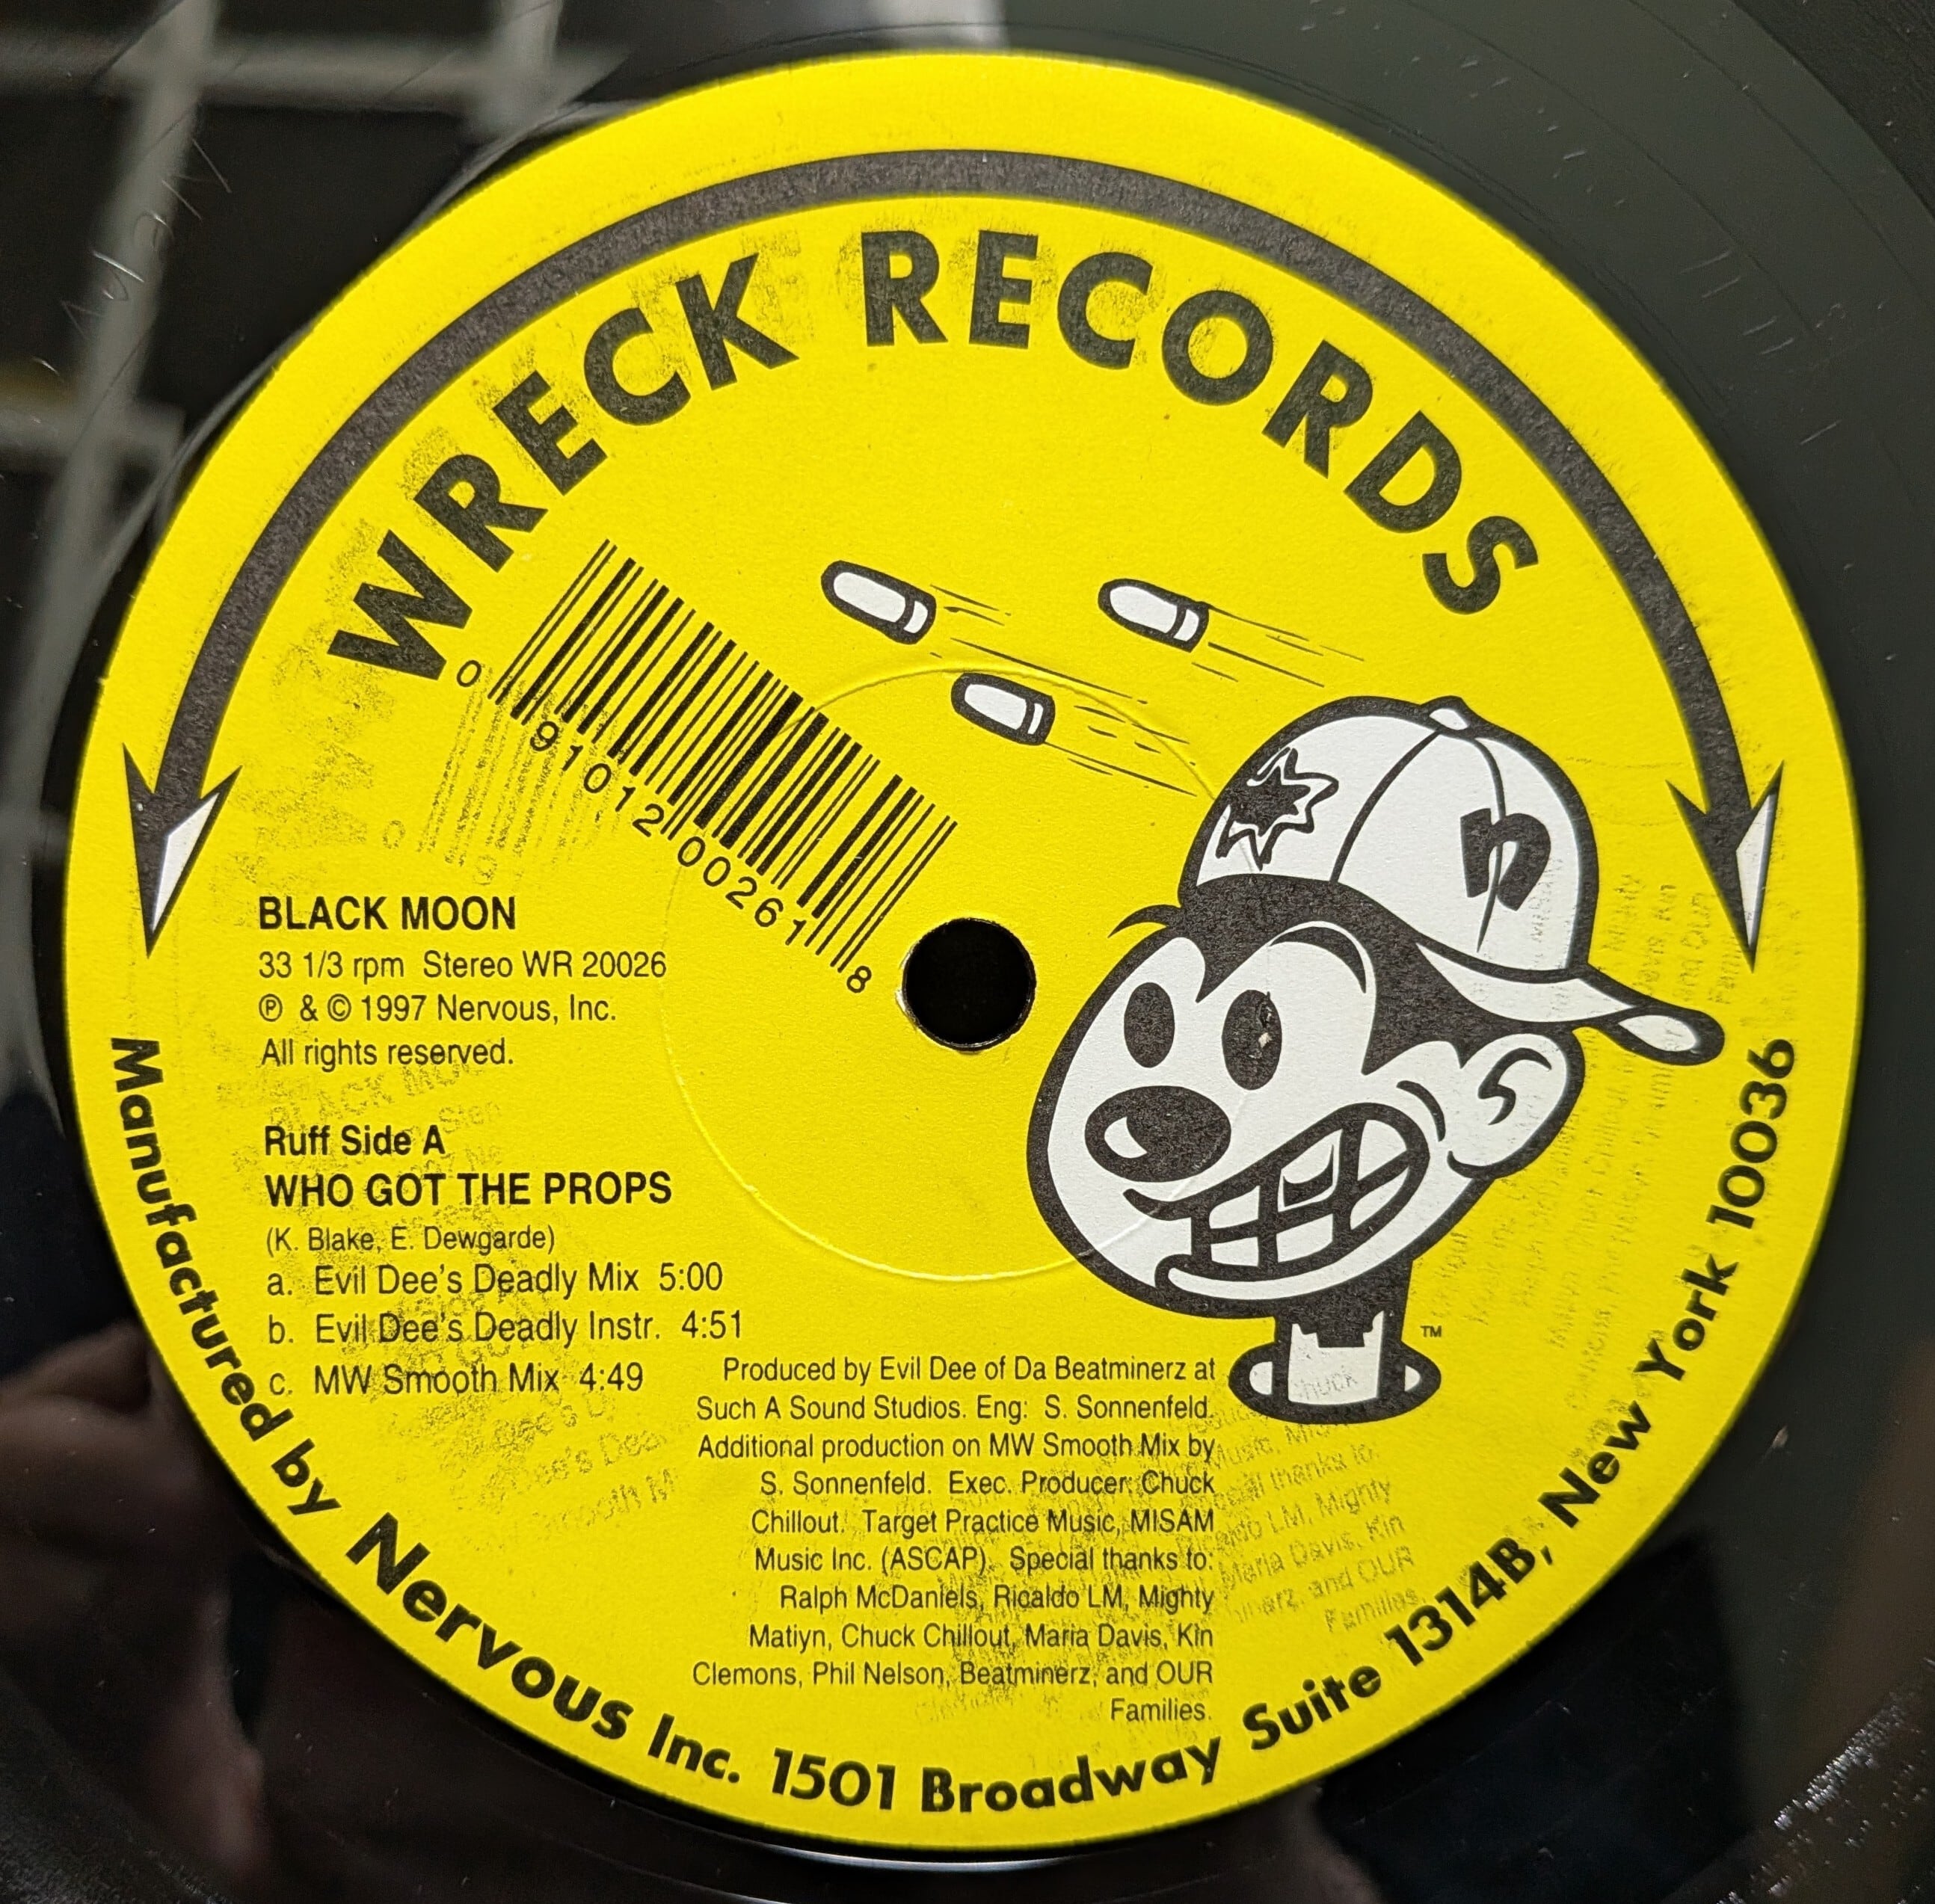 WRECK RECORDS
0 91012 00261 8
n
BLACK MOON
33 1/3 rpm Stereo WR 20026
℗ & © 1997 Nervous, Inc.
All rights reserved.
Ruff Side A
WHO GOT THE PROPS
(K. Blake, E. Dewgarde)
a. Evil Dee's Deadly Mix 5:00
b. Evil Dee's Deadly Instr. 4:51
c. MW Smooth Mix 4:49
TM
Produced by Evil Dee of Da Beatminerz at
Such A Sound Studios. Eng: S. Sonnenfeld.
Additional production on MW Smooth Mix by
S. Sonnenfeld. Exec. Producer: Chuck
Chillout. Target Practice Music, MISAM
Music Inc. (ASCAP). Special thanks to:
Ralph McDaniels, Ricaldo LM, Mighty
Matiyn, Chuck Chillout, Maria Davis, Kin
Clemons, Phil Nelson, Beatminerz, and OUR
Families.
Manufactured by Nervous Inc. 1501 Broadway Suite 1314B, New York 10036